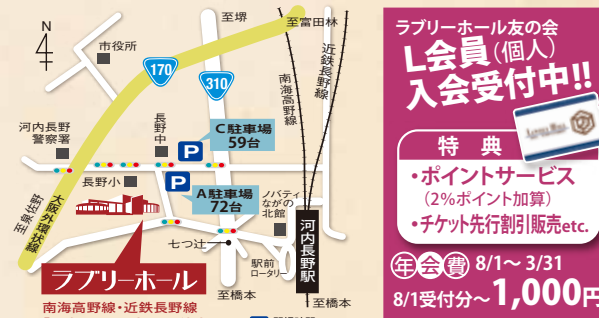 N
4
至堺
至富田林
市役所
170
310
近鉄長野線
南海高野線
河内長野
警察署
長野中
P
C駐車場
59台
長野小
P
A駐車場
72台
ノバティ
ながの
北館
至泉佐野
大阪外環状線
七つ辻
河内長野駅
駅前
ロータリー
ラブリーホール
至橋本
至橋本
南海高野線・近鉄長野線
ラブリーホール友の会
L会員(個人)
入会受付中!!
特典
・ポイントサービス
(2%ポイント加算)
・チケット先行割引販売etc.
年会費 8/1～3/31
8/1受付分～1,000円